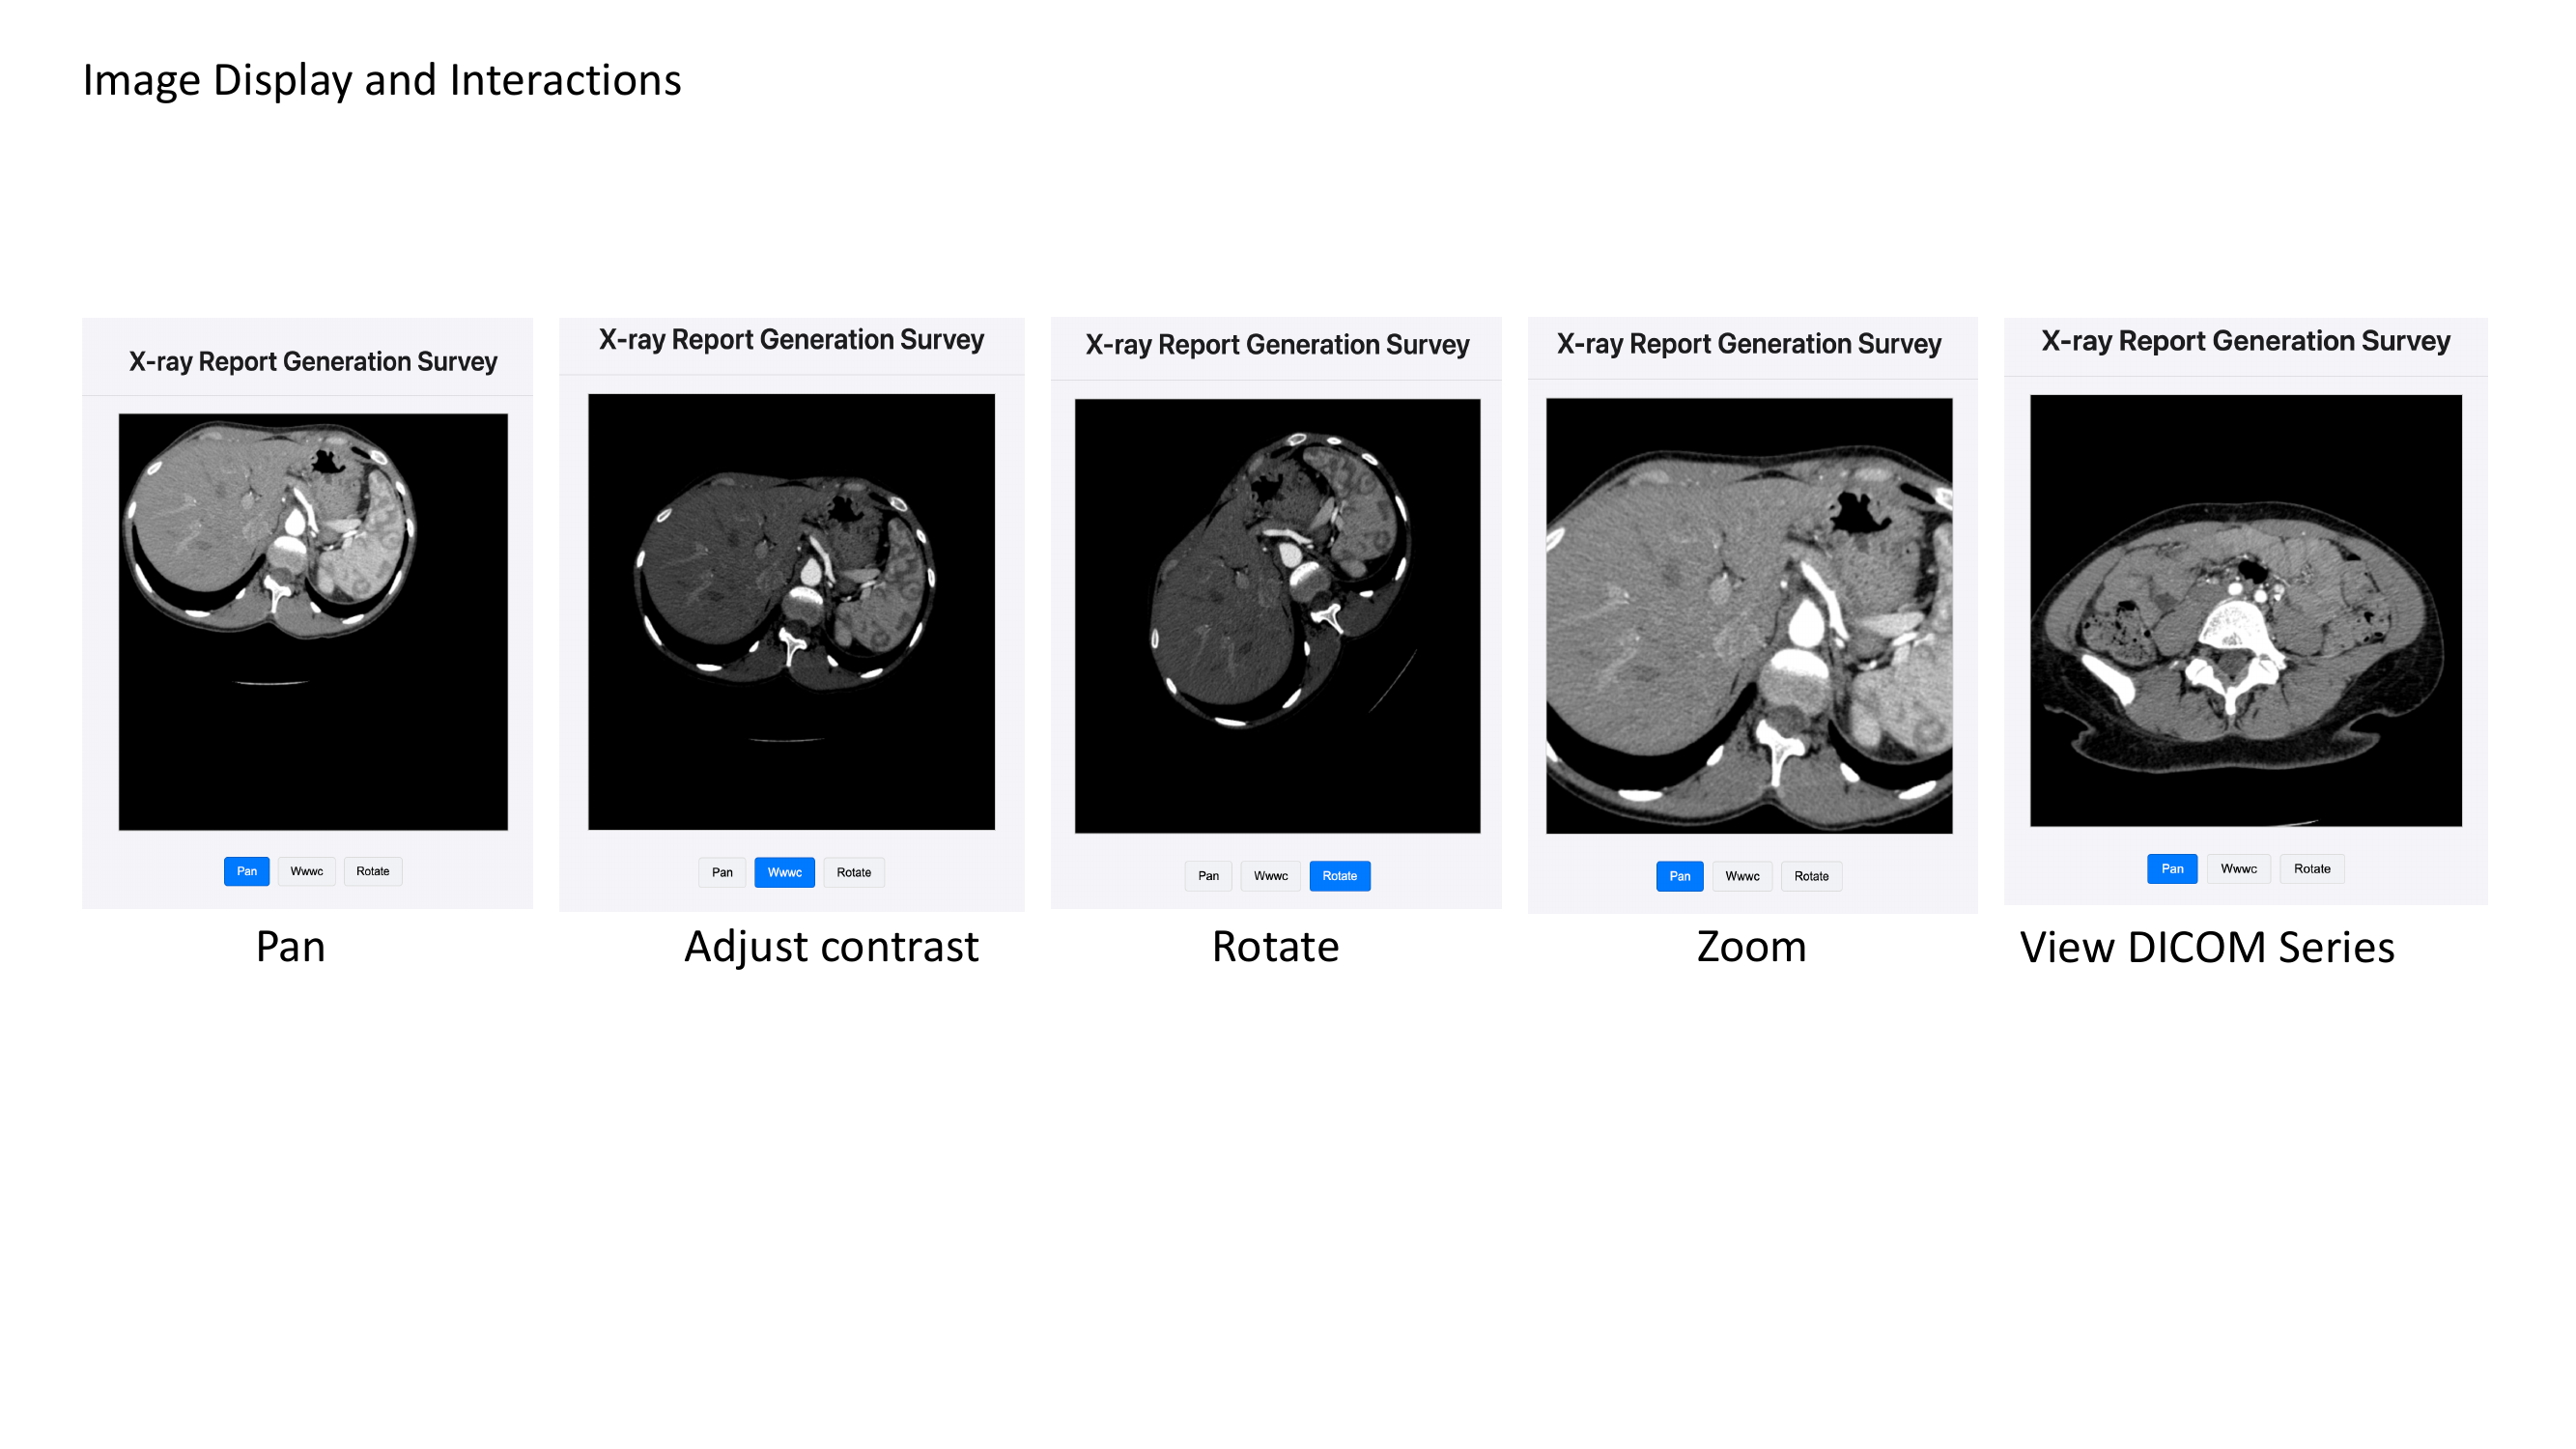 Image Display and Interactions
X-ray Report Generation Survey
Pan Wwwc Rotate
Pan
X-ray Report Generation Survey
Pan Wwwc Rotate
Adjust contrast
X-ray Report Generation Survey
Pan Wwwc Rotate
Rotate
X-ray Report Generation Survey
Pan Wwwc Rotate
Zoom
X-ray Report Generation Survey
Pan Wwwc Rotate
View DICOM Series